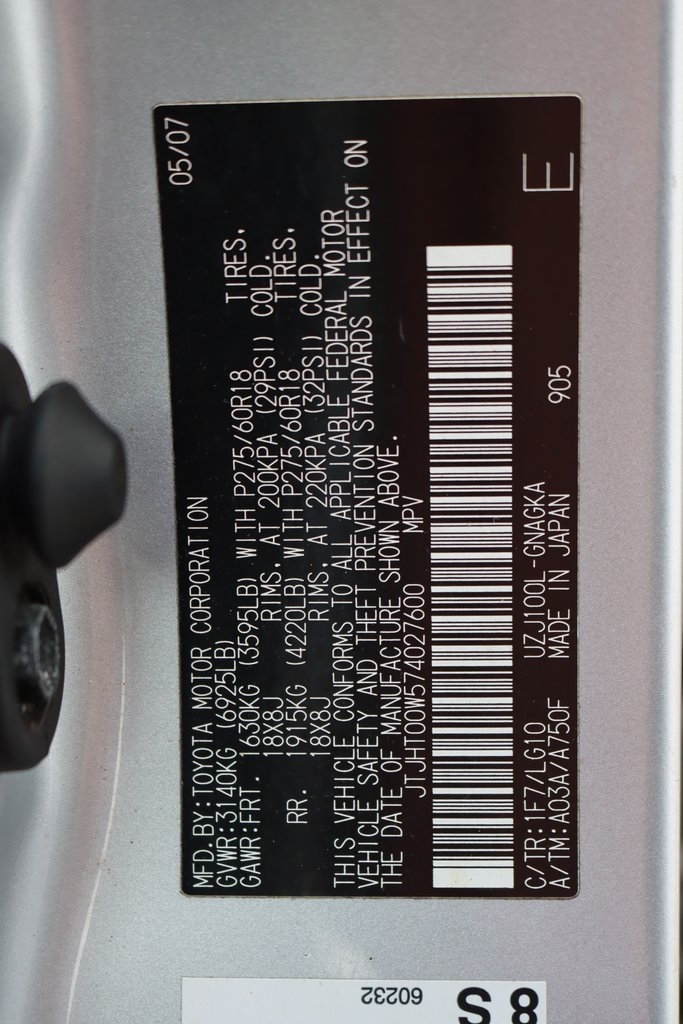 MFD.BY:TOYOTA MOTOR CORPORATION 05/07
GVWR:3140KG (6925LB)
GAWR:FRT. 1630KG (3595LB) WITH P275/60R18 TIRES,
18X8J RIMS, AT 200KPA (29PSI) COLD.
RR. 1915KG (4220LB) WITH P275/60R18 TIRES,
18X8J RIMS, AT 220KPA (32PSI) COLD.
THIS VEHICLE CONFORMS TO ALL APPLICABLE FEDERAL MOTOR
VEHICLE SAFETY AND THEFT PREVENTION STANDARDS IN EFFECT ON
THE DATE OF MANUFACTURE SHOWN ABOVE.
JTJHT00W574027600 MPV
C/TR:1F7/LG10 UZJ100L-GNAGKA 905 E
A/TM:A03A/A750F MADE IN JAPAN
60232
8 S